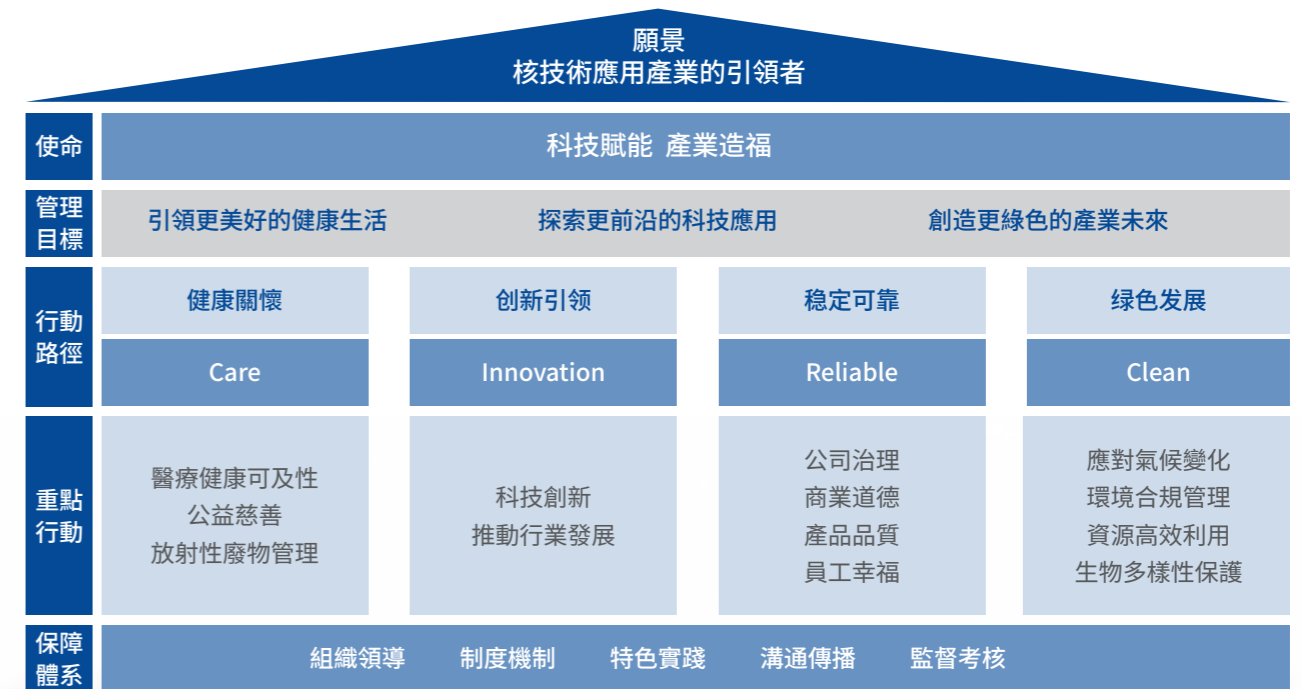 願景
核技術應用產業的引領者
使命
科技賦能 產業造福
管理
目標
引領更美好的健康生活
探索更前沿的科技應用
創造更綠色的產業未來
行動
路徑
健康關懷
创新引领
稳定可靠
绿色发展
Care
Innovation
Reliable
Clean
重點
行動
醫療健康可及性
公益慈善
放射性廢物管理
科技創新
推動行業發展
公司治理
商業道德
產品品質
員工幸福
應對氣候變化
環境合規管理
資源高效利用
生物多樣性保護
保障
體系
組織領導
制度機制
特色實踐
溝通傳播
監督考核